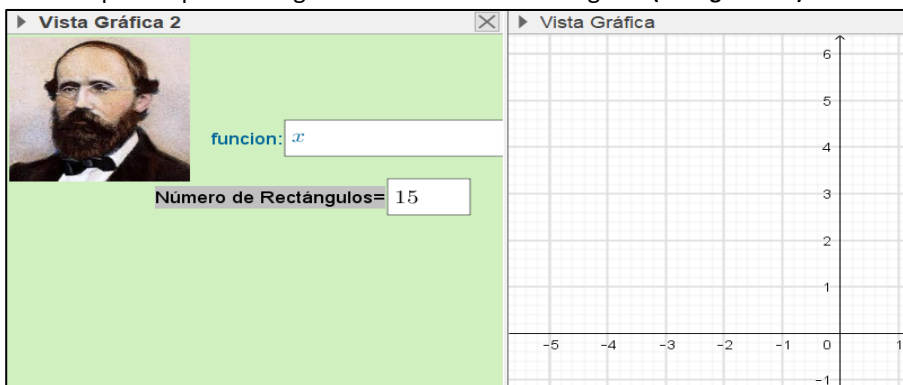 Vista Gráfica 2
Vista Gráfica
funcion: x
Número de Rectángulos= 15
6
5
4
3
2
1
-5 -4 -3 -2 -1 0 1
-1